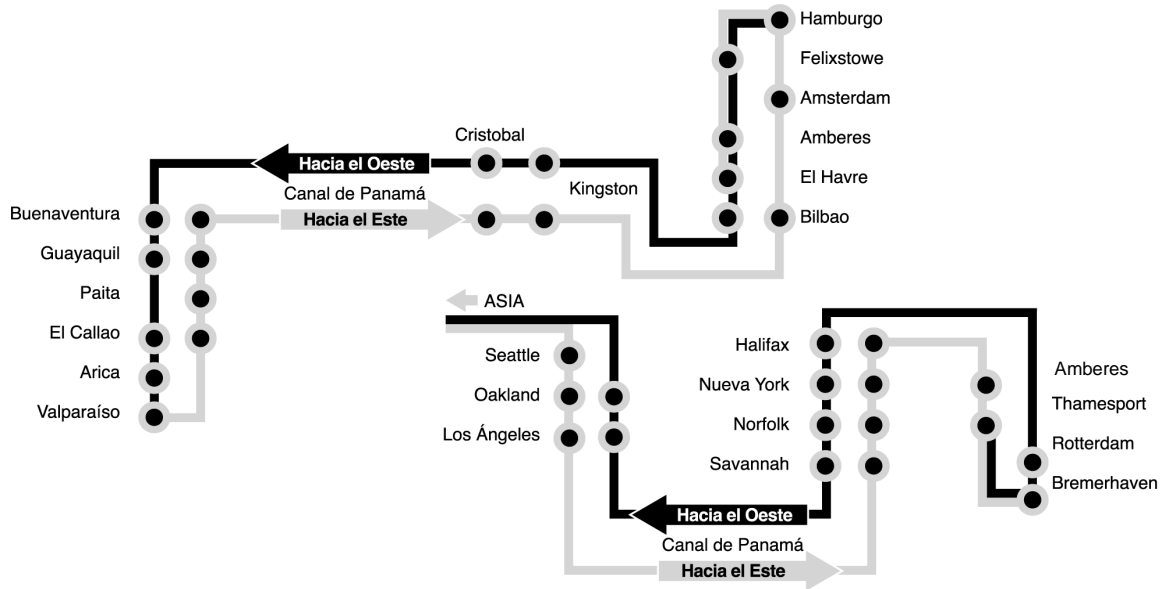 Hamburgo
Felixstowe
Amsterdam
Amberes
El Havre
Bilbao
Cristobal
Hacia el Oeste
Canal de Panamá
Kingston
Hacia el Este
Buenaventura
Guayaquil
Paita
El Callao
Arica
Valparaíso
ASIA
Seattle
Oakland
Los Ángeles
Halifax
Nueva York
Norfolk
Savannah
Amberes
Thamesport
Rotterdam
Bremerhaven
Hacia el Oeste
Canal de Panamá
Hacia el Este